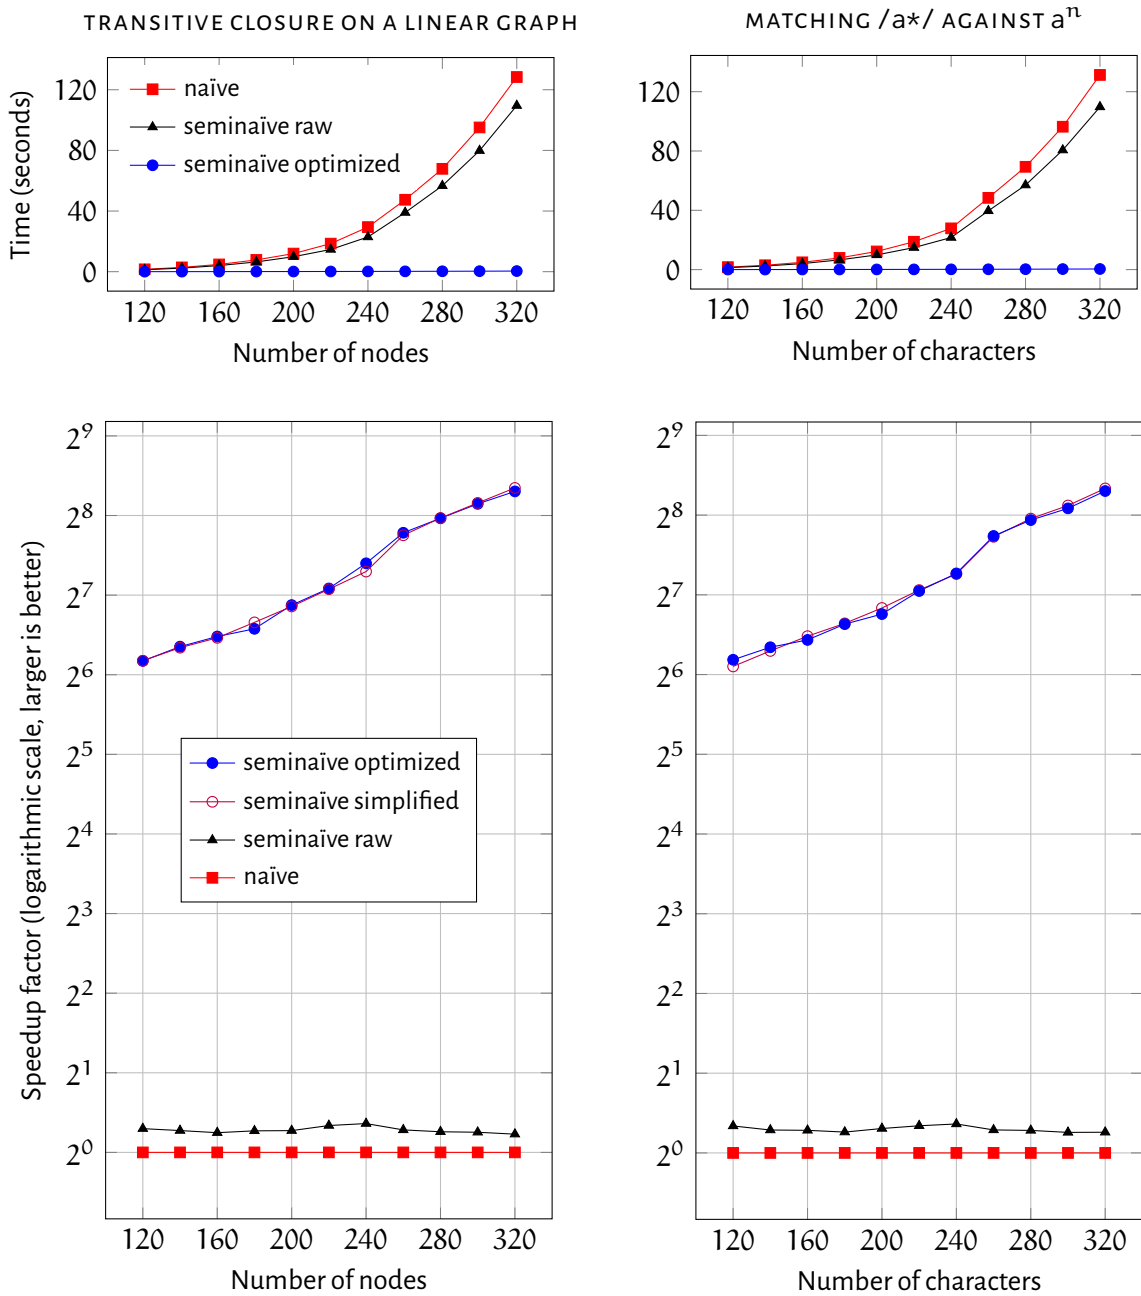 TRANSITIVE CLOSURE ON A LINEAR GRAPH
MATCHING /a*/ AGAINST aⁿ
Time (seconds)
120
80
40
0
naïve
seminaïve raw
seminaïve optimized
120 160 200 240 280 320
Number of nodes
120
80
40
0
120 160 200 240 280 320
Number of characters
Speedup factor (logarithmic scale, larger is better)
2⁹
2⁸
2⁷
2⁶
2⁵
2⁴
2³
2²
2¹
2⁰
seminaïve optimized
seminaïve simplified
seminaïve raw
naïve
120 160 200 240 280 320
Number of nodes
2⁹
2⁸
2⁷
2⁶
2⁵
2⁴
2³
2²
2¹
2⁰
120 160 200 240 280 320
Number of characters